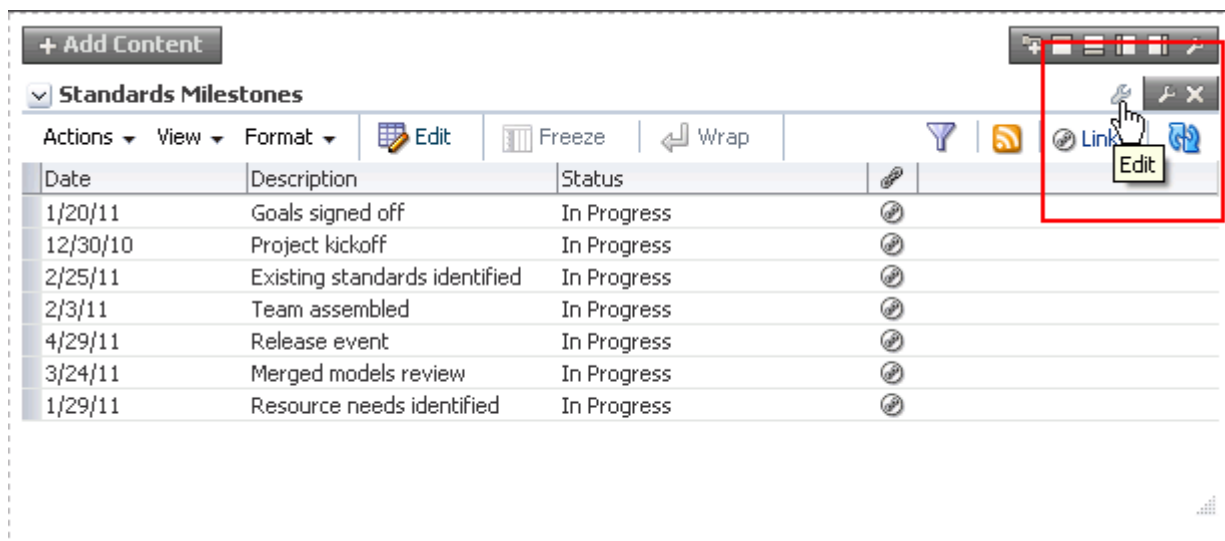 + Add Content
Standards Milestones
Actions View Format Edit Freeze Wrap Link
Edit
Date Description Status
1/20/11 Goals signed off In Progress
12/30/10 Project kickoff In Progress
2/25/11 Existing standards identified In Progress
2/3/11 Team assembled In Progress
4/29/11 Release event In Progress
3/24/11 Merged models review In Progress
1/29/11 Resource needs identified In Progress